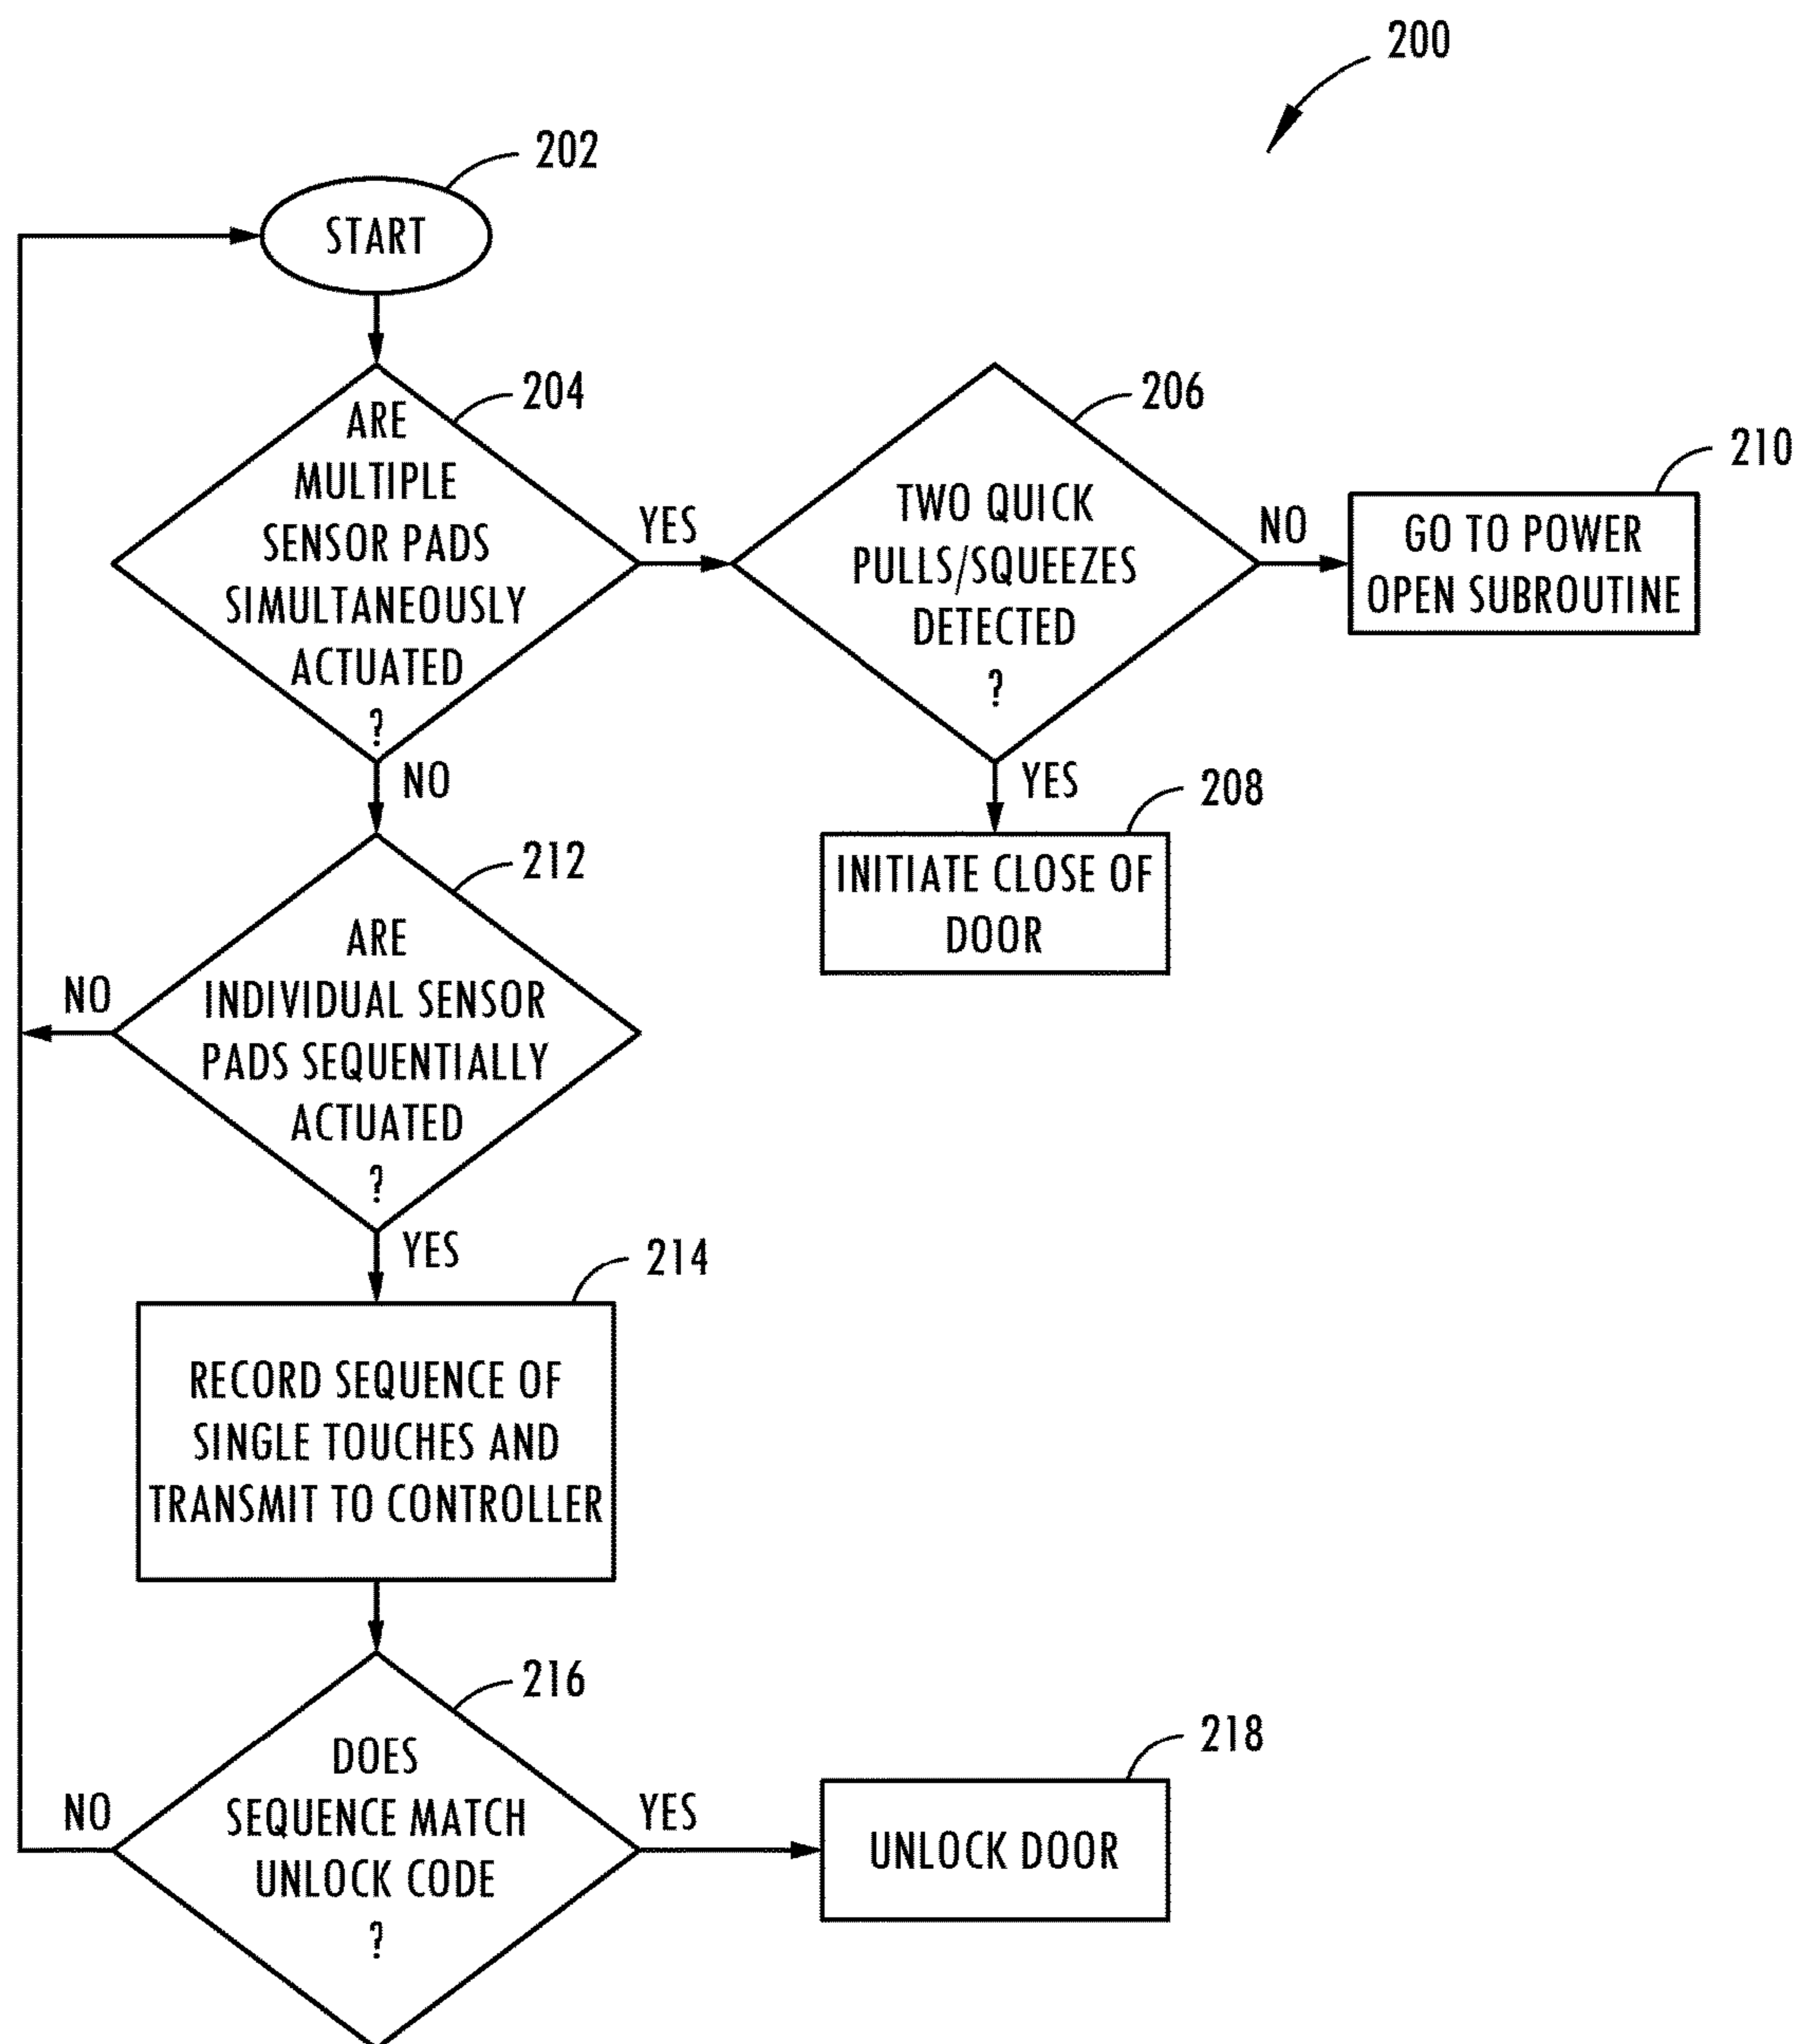 200
202
START
204
ARE
MULTIPLE
SENSOR PADS
SIMULTANEOUSLY
ACTUATED
?
YES
206
TWO QUICK
PULLS/SQUEEZES
DETECTED
?
NO
210
GO TO POWER
OPEN SUBROUTINE
NO
YES
208
INITIATE CLOSE OF
DOOR
212
ARE
INDIVIDUAL SENSOR
PADS SEQUENTIALLY
ACTUATED
?
NO
YES
214
RECORD SEQUENCE OF
SINGLE TOUCHES AND
TRANSMIT TO CONTROLLER
216
DOES
SEQUENCE MATCH
UNLOCK CODE
?
NO
YES
218
UNLOCK DOOR